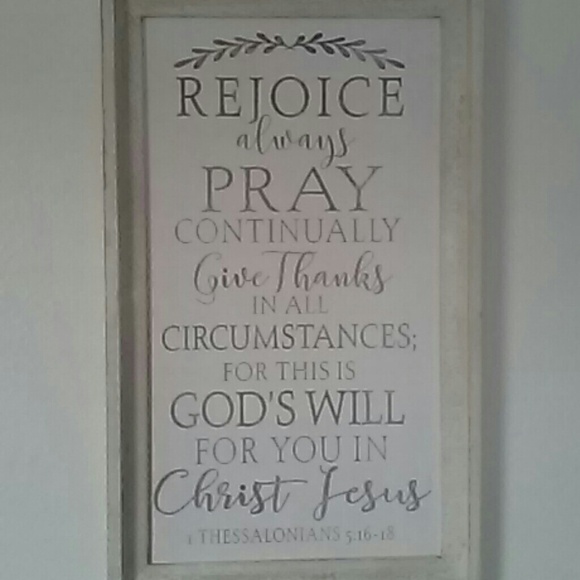 REJOICE
always
PRAY
CONTINUALLY
Give Thanks
IN ALL
CIRCUMSTANCES;
FOR THIS IS
GOD'S WILL
FOR YOU IN
Christ Jesus
1 THESSALONIANS 5:16-18